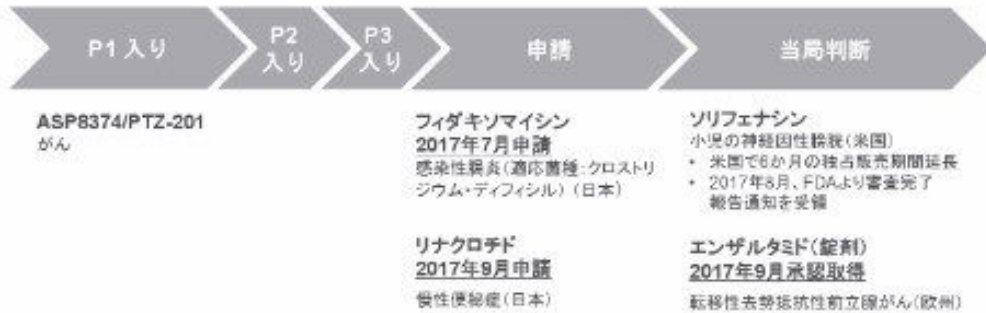 P1 入り
P2
入り
P3
入り
申請
当局判断
ASP8374/PTZ-201
がん
フィダキソマイシン
2017年7月申請
感染性腸炎(適応菌種:クロストリ
ジウム・ディフィシル)(日本)
リナクロチド
2017年9月申請
慢性便秘症(日本)
ソリフェナシン
小児の神経因性膀胱(米国)
• 米国で6か月の独占販売期間延長
• 2017年8月、FDAより審査完了
報告通知を受領
エンザルタミド(錠剤)
2017年9月承認取得
転移性去勢抵抗性前立腺がん(欧州)